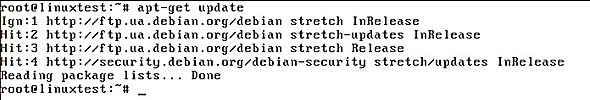 root@linuxtest:~# apt-get update
Ign:1 http://ftp.ua.debian.org/debian stretch InRelease
Hit:2 http://ftp.ua.debian.org/debian stretch-updates InRelease
Hit:3 http://ftp.ua.debian.org/debian stretch Release
Hit:4 http://security.debian.org/debian-security stretch/updates InRelease
Reading package lists... Done
root@linuxtest:~# _